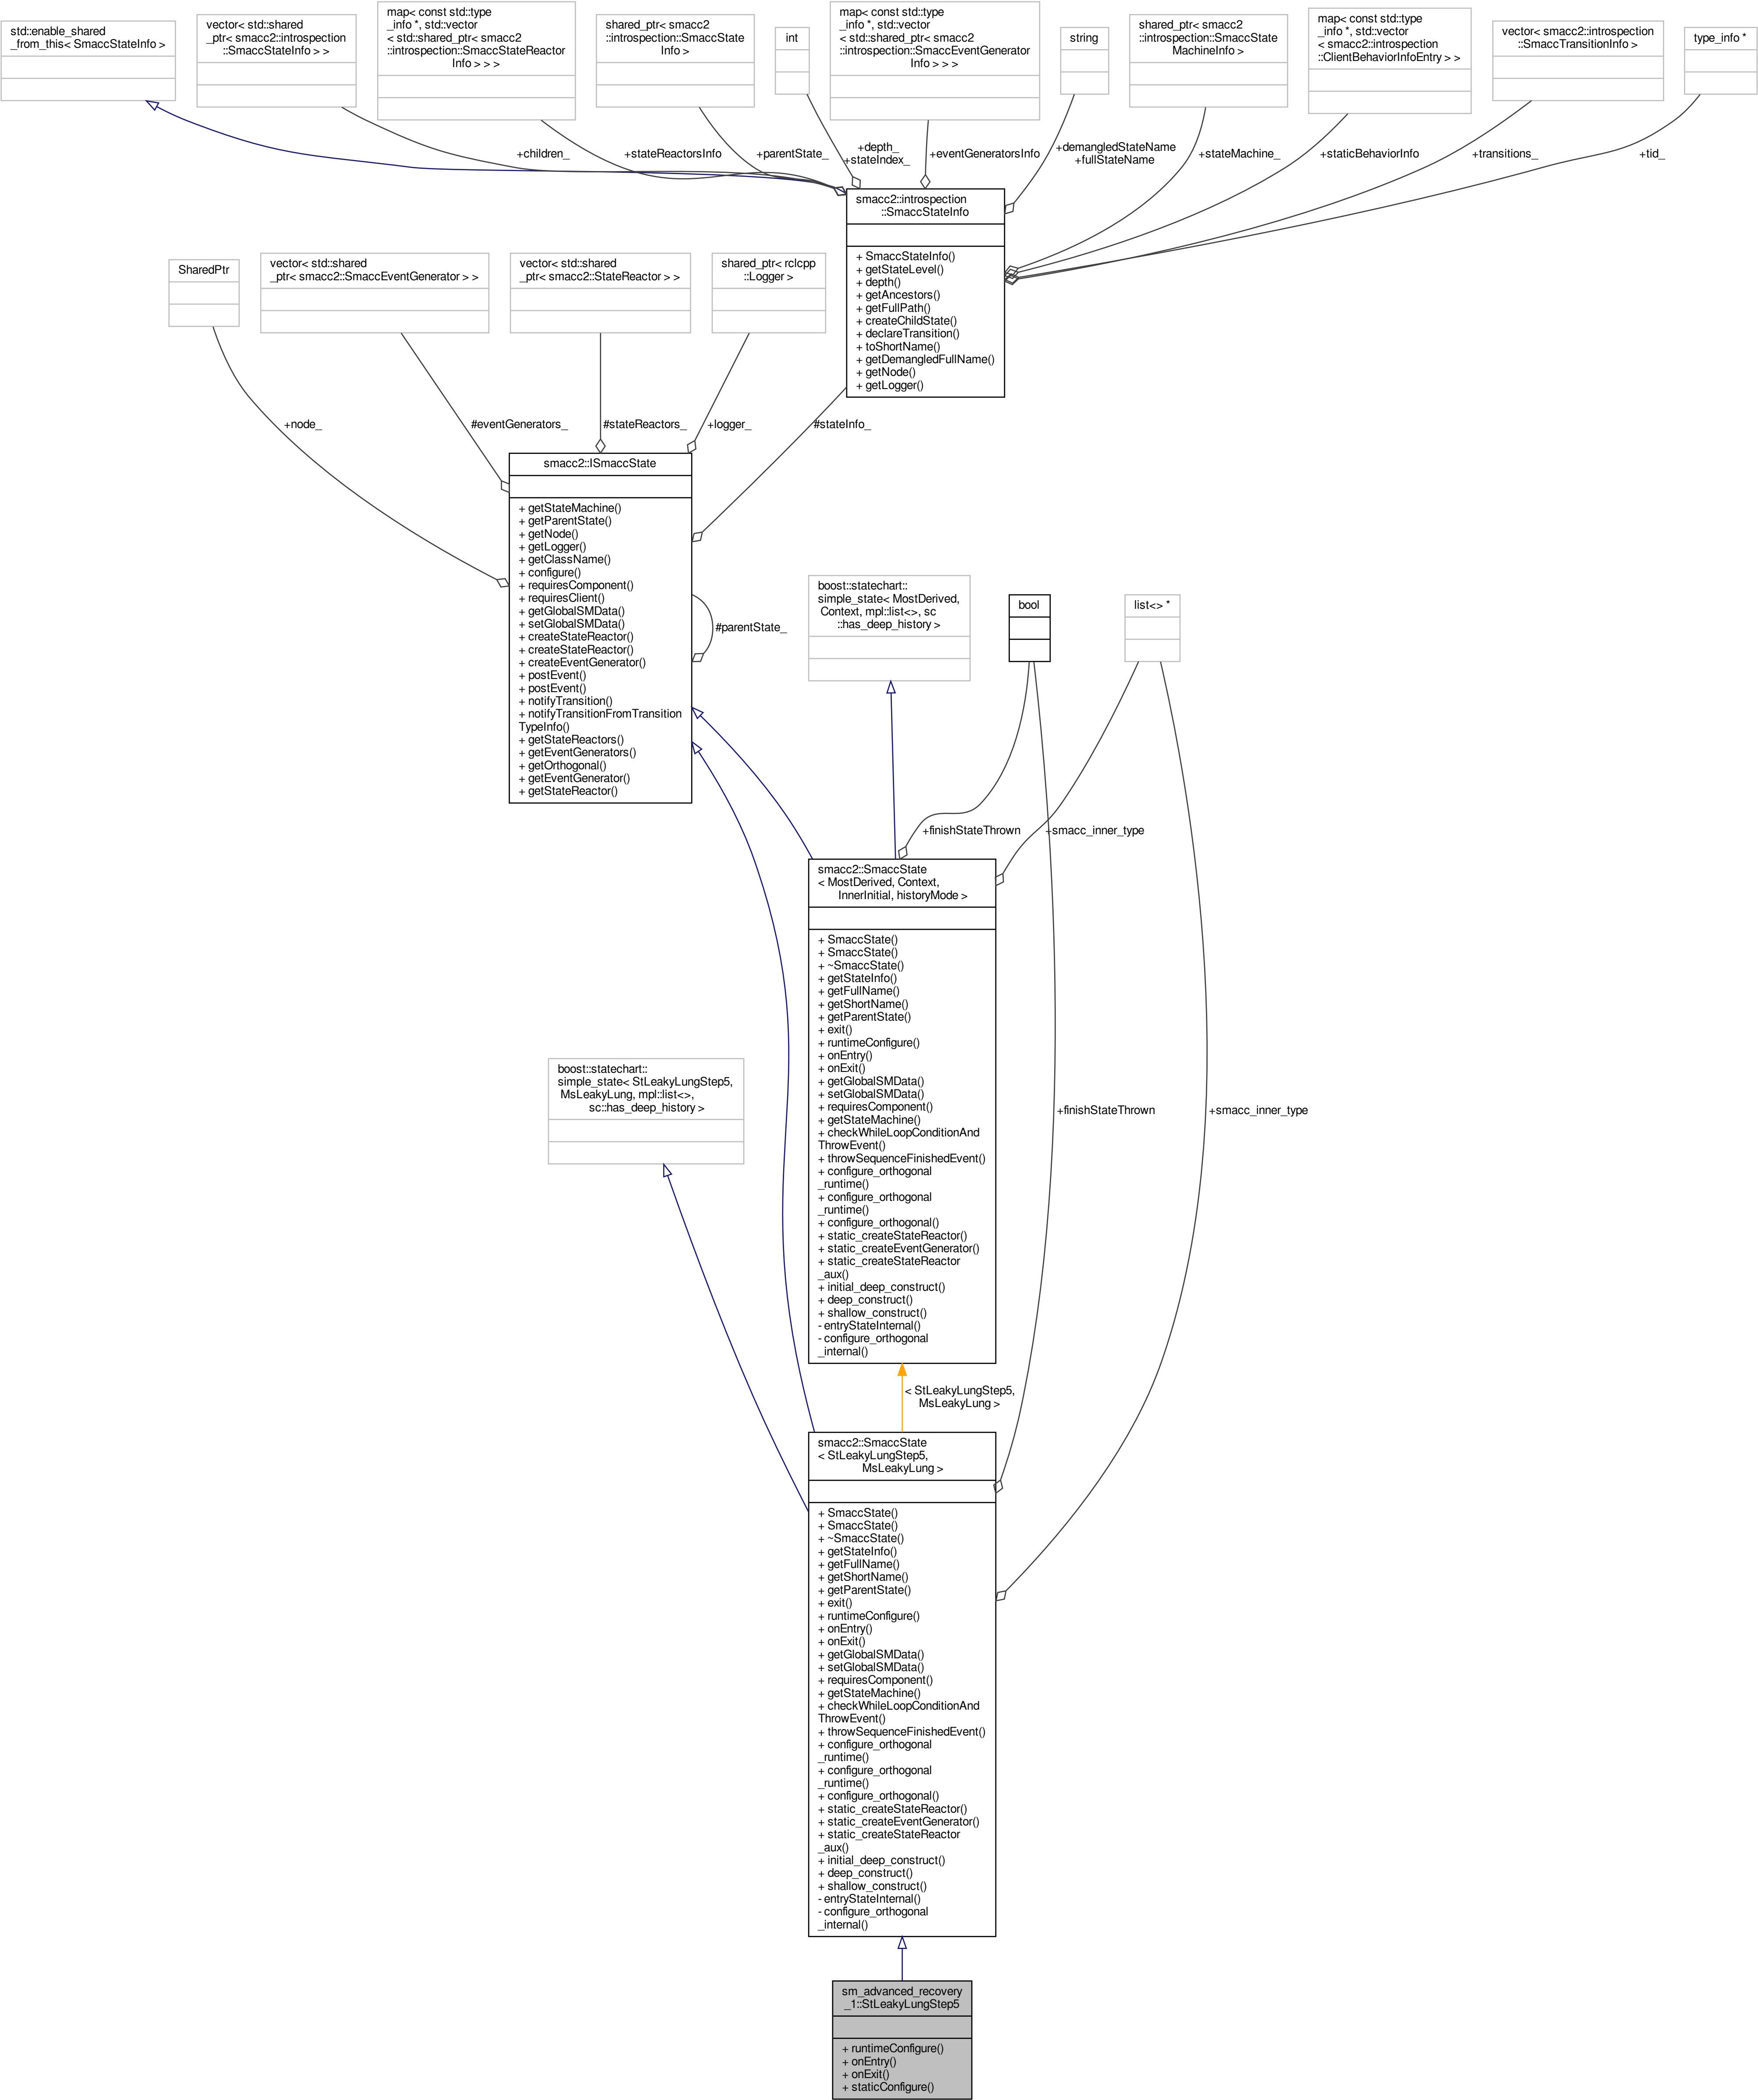 std::enable_shared
_from_this< SmaccStateInfo >
vector< std::shared
_ptr< smacc2::introspection
::SmaccStateInfo > >
map< const std::type
_info *, std::vector
< std::shared_ptr< smacc2
::introspection::SmaccStateReactor
Info > > >
shared_ptr< smacc2
::introspection::SmaccState
Info >
int
map< const std::type
_info *, std::vector
< std::shared_ptr< smacc2
::introspection::SmaccEventGenerator
Info > > >
string
shared_ptr< smacc2
::introspection::SmaccState
MachineInfo >
map< const std::type
_info *, std::vector
< smacc2::introspection
::ClientBehaviorInfoEntry > >
vector< smacc2::introspection
::SmaccTransitionInfo >
type_info *
+children_
+stateReactorsInfo
+parentState_
+depth_
+stateIndex_
+eventGeneratorsInfo
+demangledStateName
+fullStateName
+stateMachine_
+staticBehaviorInfo
+transitions_
+tid_
smacc2::introspection
::SmaccStateInfo
+ SmaccStateInfo()
+ getStateLevel()
+ depth()
+ getAncestors()
+ getFullPath()
+ createChildState()
+ declareTransition()
+ toShortName()
+ getDemangledFullName()
+ getNode()
+ getLogger()
SharedPtr
vector< std::shared
_ptr< smacc2::SmaccEventGenerator > >
vector< std::shared
_ptr< smacc2::StateReactor > >
shared_ptr< rclcpp
::Logger >
+node_
#eventGenerators_
#stateReactors_
+logger_
#stateInfo_
smacc2::ISmaccState
+ getStateMachine()
+ getParentState()
+ getNode()
+ getLogger()
+ getClassName()
+ configure()
+ requiresComponent()
+ requiresClient()
+ getGlobalSMData()
+ setGlobalSMData()
+ createStateReactor()
+ createStateReactor()
+ createEventGenerator()
+ postEvent()
+ postEvent()
+ notifyTransition()
+ notifyTransitionFromTransition
TypeInfo()
+ getStateReactors()
+ getEventGenerators()
+ getOrthogonal()
+ getEventGenerator()
+ getStateReactor()
#parentState_
boost::statechart::
simple_state< MostDerived,
Context, mpl::list<>, sc
::has_deep_history >
bool
list<> *
+finishStateThrown
+smacc_inner_type
smacc2::SmaccState
< MostDerived, Context,
InnerInitial, historyMode >
+ SmaccState()
+ SmaccState()
+ ~SmaccState()
+ getStateInfo()
+ getFullName()
+ getShortName()
+ getParentState()
+ exit()
+ runtimeConfigure()
+ onEntry()
+ onExit()
+ getGlobalSMData()
+ setGlobalSMData()
+ requiresComponent()
+ getStateMachine()
+ checkWhileLoopConditionAnd
ThrowEvent()
+ throwSequenceFinishedEvent()
+ configure_orthogonal
_runtime()
+ configure_orthogonal
_runtime()
+ configure_orthogonal()
+ static_createStateReactor()
+ static_createEventGenerator()
+ static_createStateReactor
_aux()
+ initial_deep_construct()
+ deep_construct()
+ shallow_construct()
- entryStateInternal()
- configure_orthogonal
_internal()
boost::statechart::
simple_state< StLeakyLungStep5,
MsLeakyLung, mpl::list<>,
sc::has_deep_history >
+finishStateThrown
+smacc_inner_type
< StLeakyLungStep5,
MsLeakyLung >
smacc2::SmaccState
< StLeakyLungStep5,
MsLeakyLung >
+ SmaccState()
+ SmaccState()
+ ~SmaccState()
+ getStateInfo()
+ getFullName()
+ getShortName()
+ getParentState()
+ exit()
+ runtimeConfigure()
+ onEntry()
+ onExit()
+ getGlobalSMData()
+ setGlobalSMData()
+ requiresComponent()
+ getStateMachine()
+ checkWhileLoopConditionAnd
ThrowEvent()
+ throwSequenceFinishedEvent()
+ configure_orthogonal
_runtime()
+ configure_orthogonal
_runtime()
+ configure_orthogonal()
+ static_createStateReactor()
+ static_createEventGenerator()
+ static_createStateReactor
_aux()
+ initial_deep_construct()
+ deep_construct()
+ shallow_construct()
- entryStateInternal()
- configure_orthogonal
_internal()
sm_advanced_recovery
_1::StLeakyLungStep5
+ runtimeConfigure()
+ onEntry()
+ onExit()
+ staticConfigure()